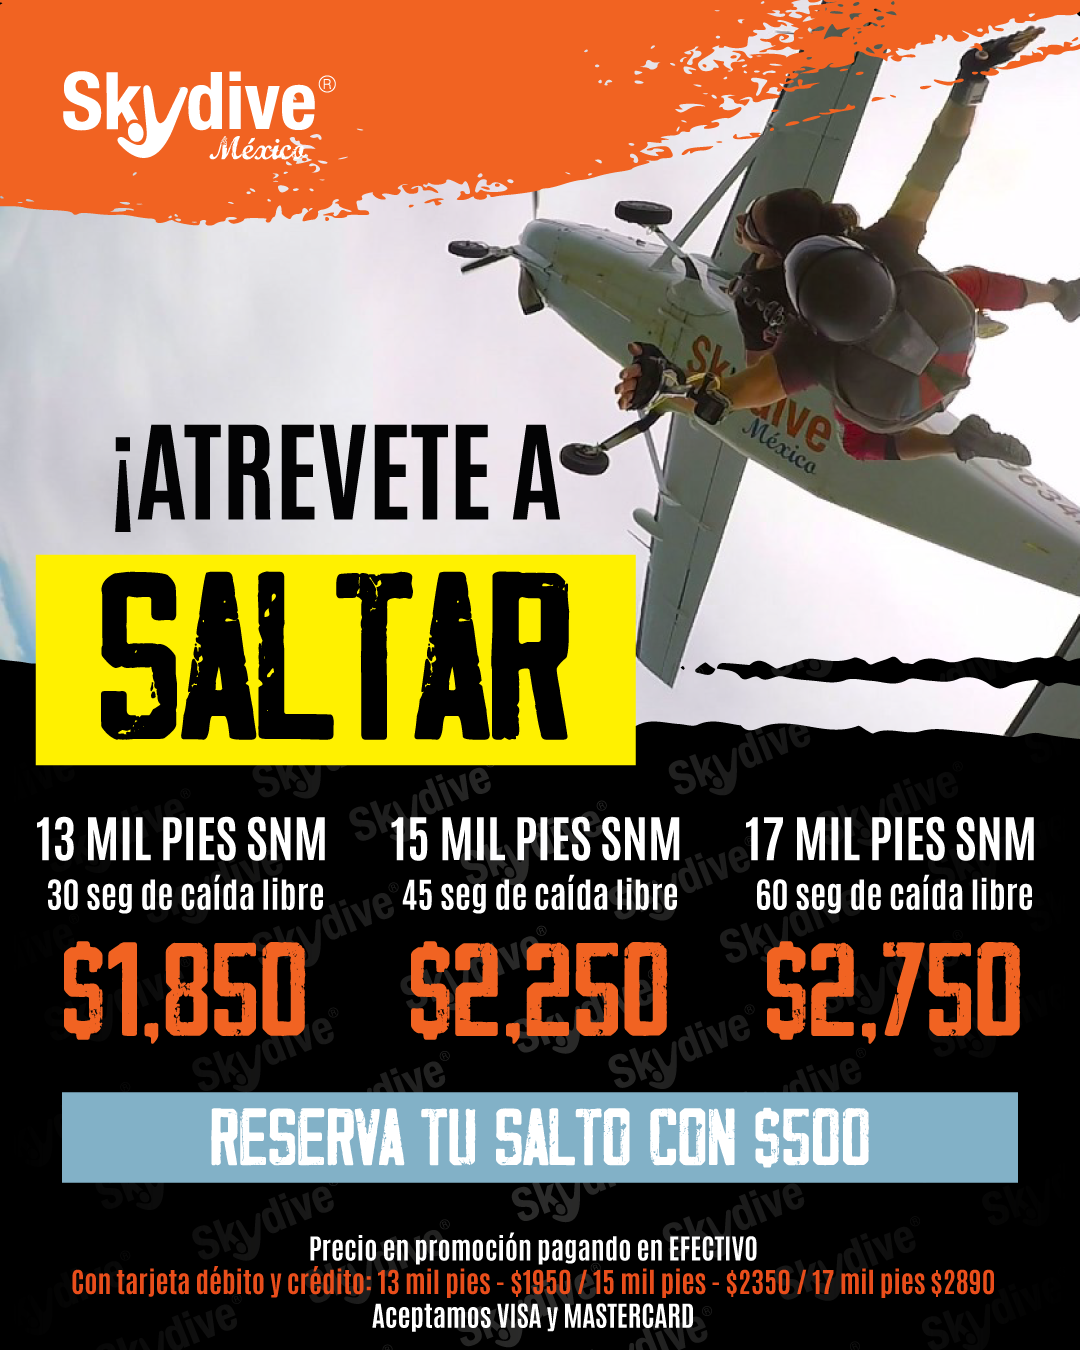 Skydive®
México
Skydive
México
¡ATREVETE A
SALTAR
13 MIL PIES SNM
30 seg de caída libre
$1,850
15 MIL PIES SNM
45 seg de caída libre
$2,250
17 MIL PIES SNM
60 seg de caída libre
$2,750
RESERVA TU SALTO CON $500
Precio en promoción pagando en EFECTIVO
Con tarjeta débito y crédito: 13 mil pies - $1950 / 15 mil pies - $2350 / 17 mil pies $2890
Aceptamos VISA y MASTERCARD